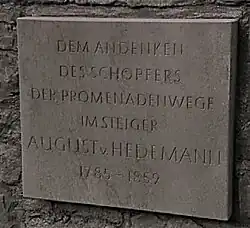 DEM ANDENKEN
DES SCHÖPFERS
DER PROMENADENWEGE
IM STEIGER
AUGUST v. HEDEMANN
1785-1859